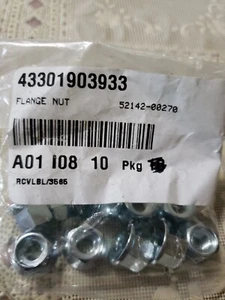 43301903933
FLANGE NUT 52142-00270
A01 I08 10 Pkg
RCVLBL/3565